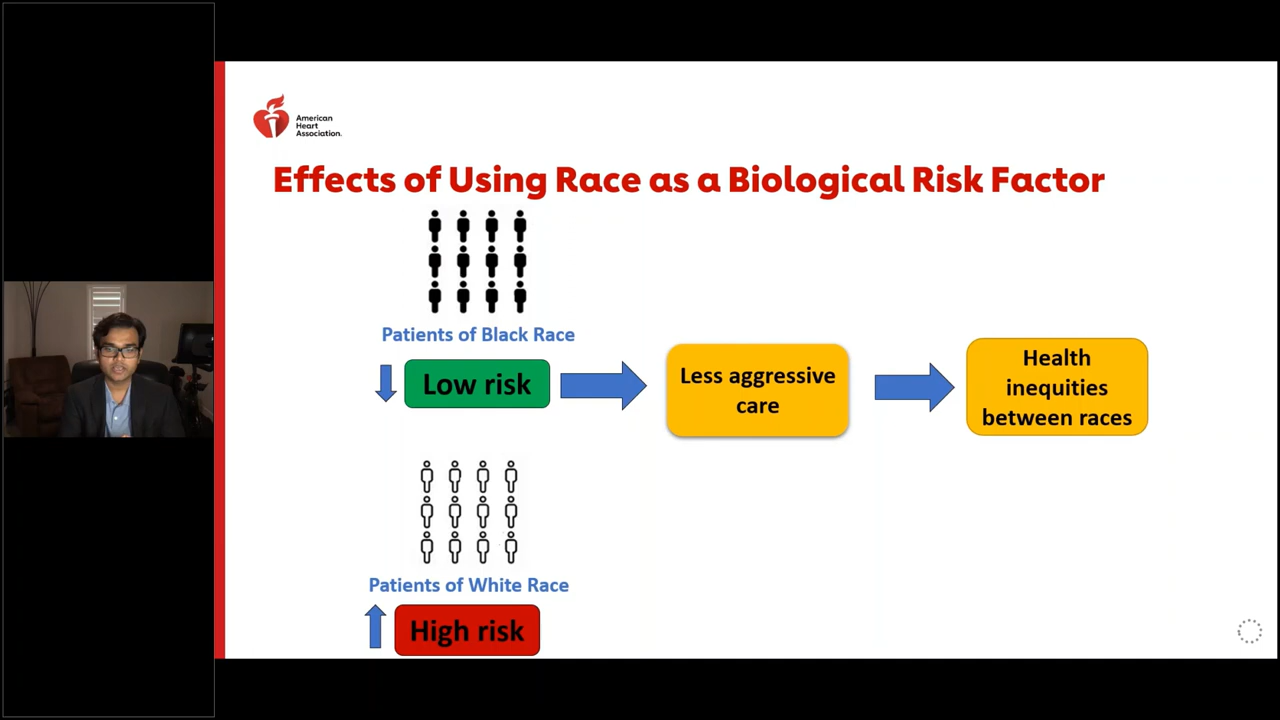 American
Heart
Association.
Effects of Using Race as a Biological Risk Factor
Patients of Black Race
Low risk
Less aggressive
care
Health
inequities
between races
Patients of White Race
High risk